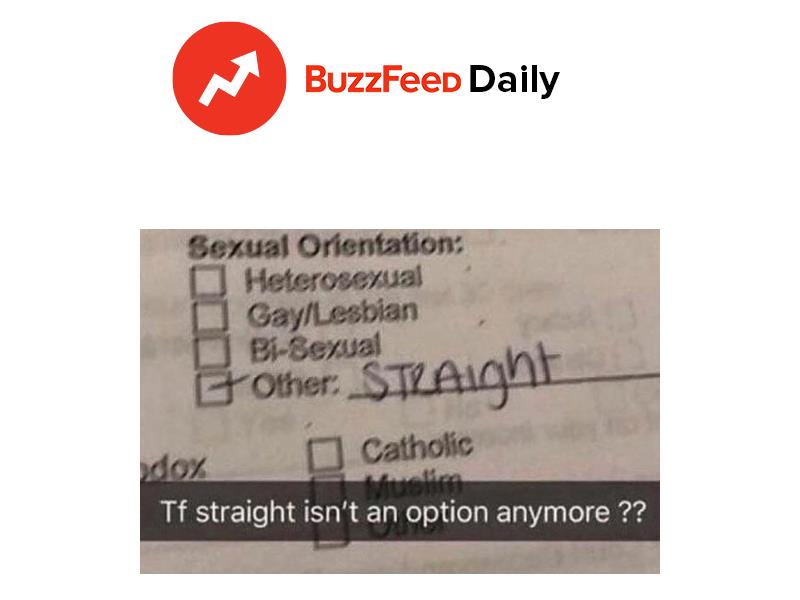 BUZZFEED Daily
Sexual Orientation:
Heterosexual
Gay/Lesbian
Bi-Sexual
Other: STRAIght
odox
Catholic
Muslim
Tf straight isn't an option anymore ??
Other